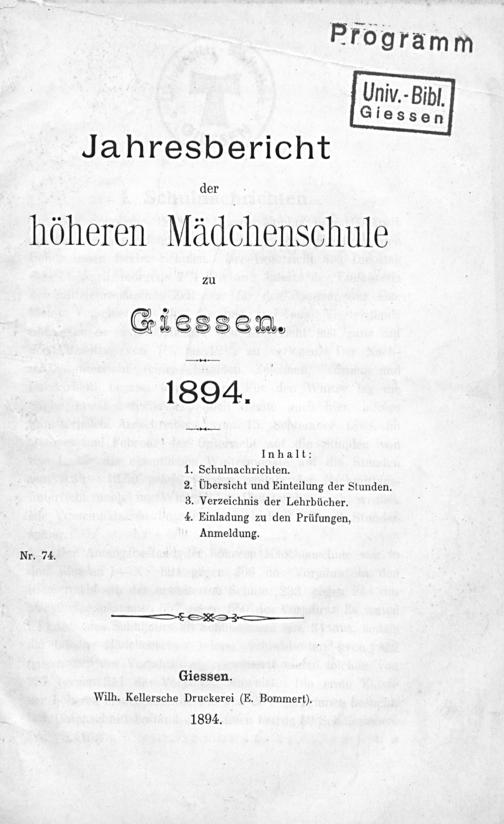 Programm
Univ.-Bibl.
Giessen
Jahresbericht
der
höheren Mädchenschule
zu
Giessen.
1894.
Inhalt:
1. Schulnachrichten.
2. Übersicht und Einteilung der Stunden.
3. Verzeichnis der Lehrbücher.
4. Einladung zu den Prüfungen,
Anmeldung.
Nr. 74.
Giessen.
Wilh. Kellersche Druckerei (E. Bommert).
1894.